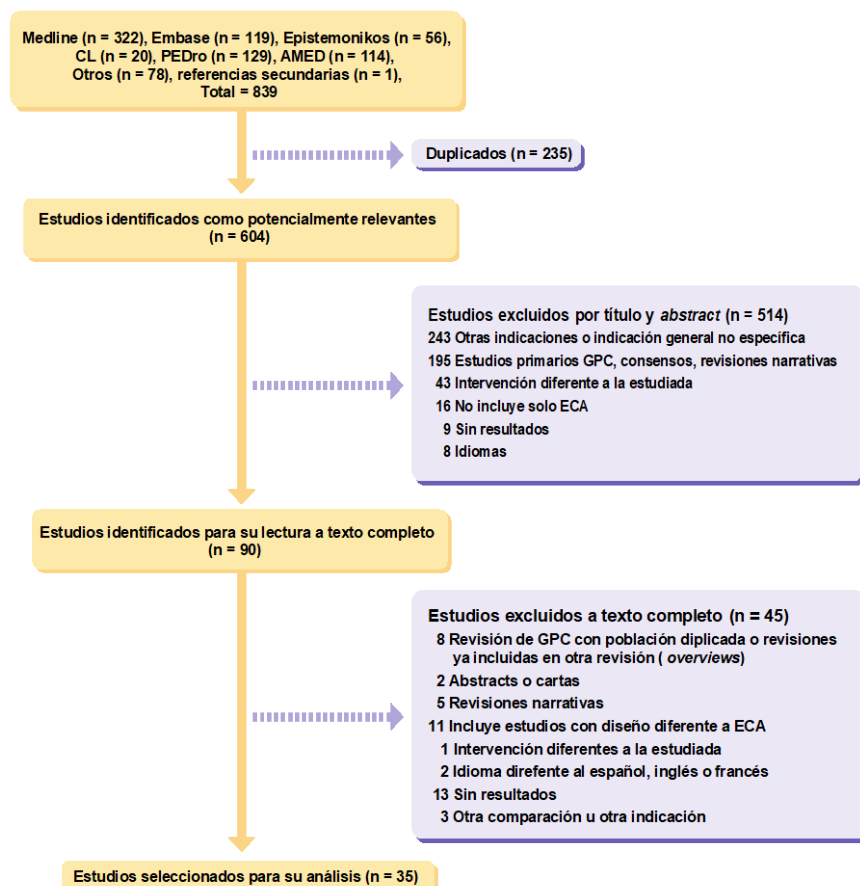 Medline (n = 322), Embase (n = 119), Epistemonikos (n = 56),
CL (n = 20), PEDro (n = 129), AMED (n = 114),
Otros (n = 78), referencias secundarias (n = 1),
Total = 839
Duplicados (n = 235)
Estudios identificados como potencialmente relevantes
(n = 604)
Estudios excluidos por título y abstract (n = 514)
243 Otras indicaciones o indicación general no específica
195 Estudios primarios GPC, consensos, revisiones narrativas
43 Intervención diferente a la estudiada
16 No incluye solo ECA
9 Sin resultados
8 Idiomas
Estudios identificados para su lectura a texto completo
(n = 90)
Estudios excluidos a texto completo (n = 45)
8 Revisión de GPC con población diplicada o revisiones
ya incluidas en otra revisión ( overviews)
2 Abstracts o cartas
5 Revisiones narrativas
11 Incluye estudios con diseño diferente a ECA
1 Intervención diferentes a la estudiada
2 Idioma direfente al español, inglés o francés
13 Sin resultados
3 Otra comparación u otra indicación
Estudios seleccionados para su análisis (n = 35)